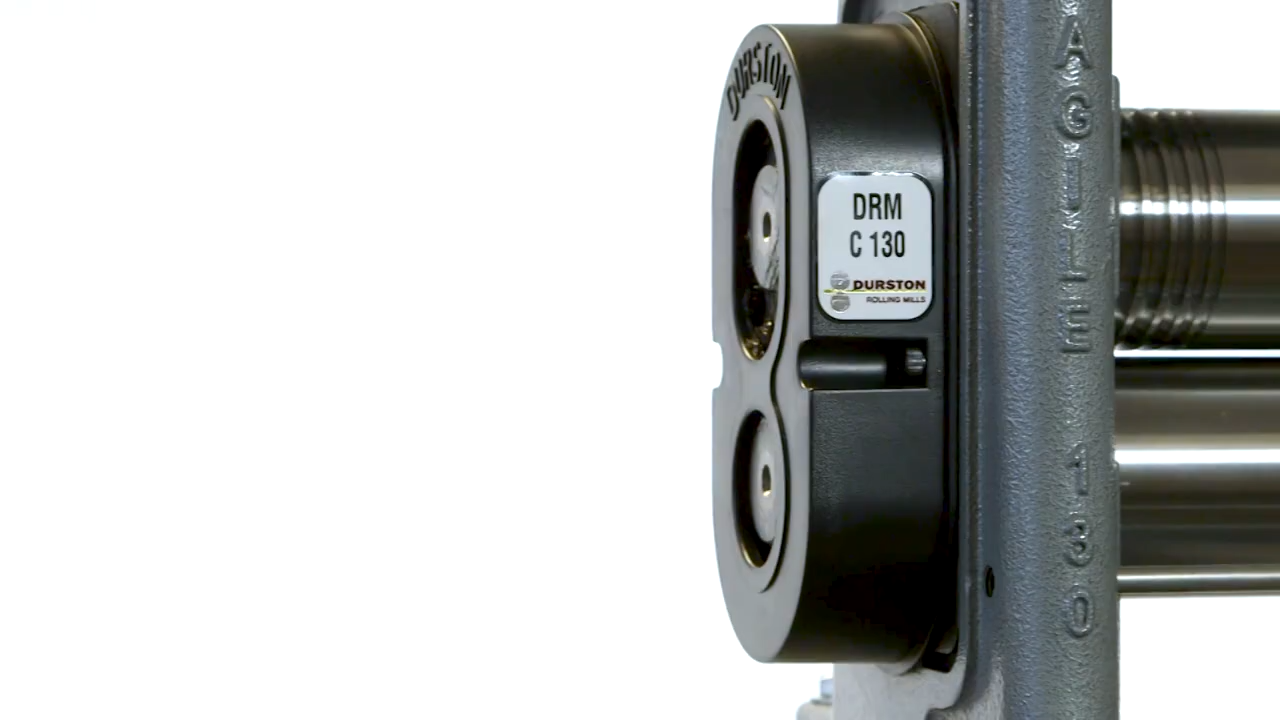 DURSTON
DRM
C 130
DURSTON
ROLLING MILLS
AGILE 130